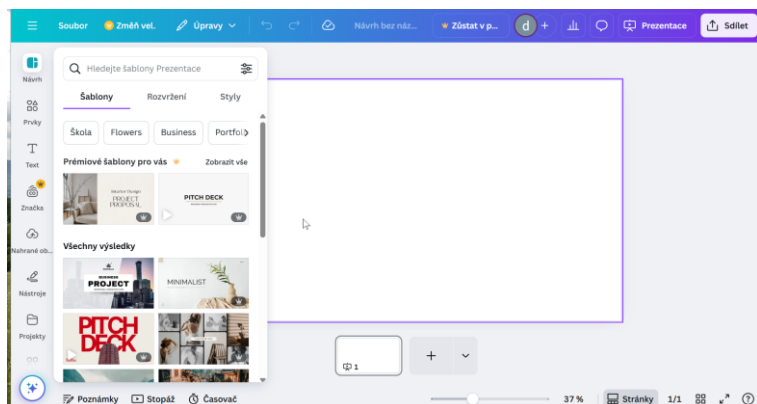 Soubor
Změň vel.
Úpravy
Návrh bez náz...
Zůstat v p...
d
+
Prezentace
Sdílet
Návrh
Prvky
Text
Značka
Nahrané ob...
Nástroje
Projekty
Hledejte šablony Prezentace
Šablony
Rozvržení
Styly
Škola
Flowers
Business
Portfoli
Prémiové šablony pro vás
Zobrazit vše
PROJECT
PROPOSAL
PITCH DECK
Všechny výsledky
BUSINESS
PROJECT
MINIMALIST
PITCH
DECK
1
+
Poznámky
Stopáž
Časovač
37 %
Stránky
1/1